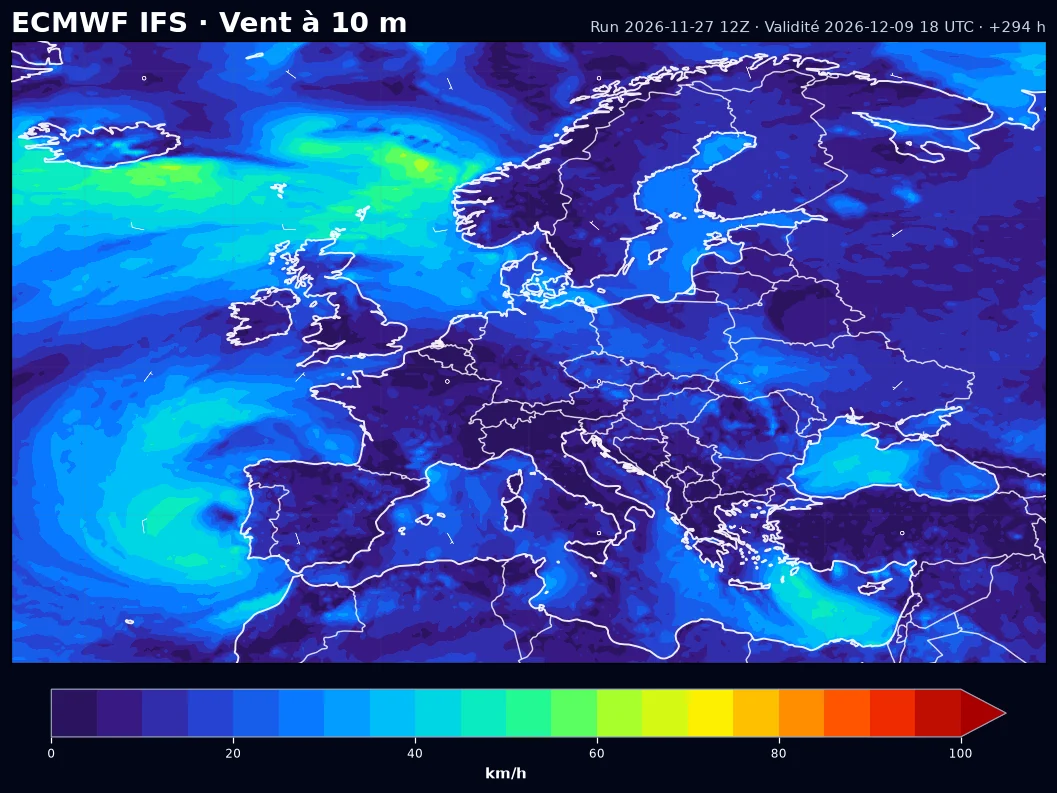 ECMWF IFS · Vent à 10 m
Run 2026-11-27 12Z · Validité 2026-12-09 18 UTC · +294 h
0 20 40 60 80 100
km/h